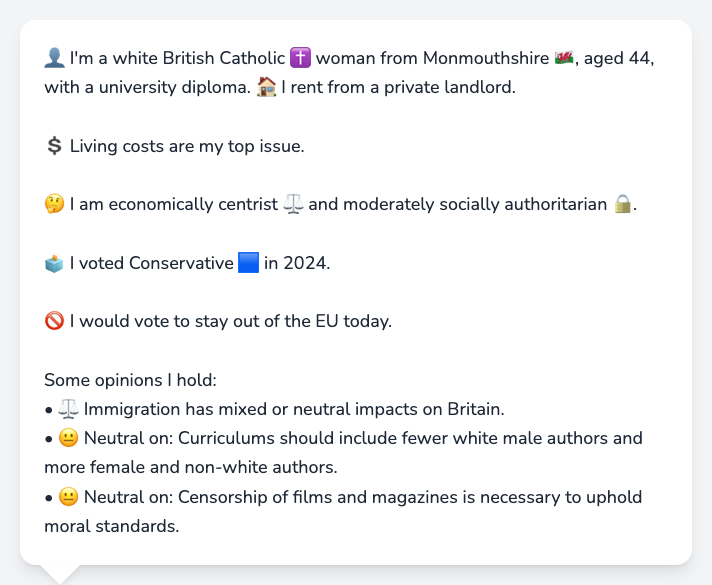 👤 I'm a white British Catholic ✝️ woman from Monmouthshire 🏴󠁧󠁢󠁷󠁬󠁳󠁿, aged 44,
with a university diploma. 🏠 I rent from a private landlord.
💲 Living costs are my top issue.
🤔 I am economically centrist ⚖️ and moderately socially authoritarian 🔒.
🗳️ I voted Conservative 🟦 in 2024.
🚫 I would vote to stay out of the EU today.
Some opinions I hold:
• ⚖️ Immigration has mixed or neutral impacts on Britain.
• 😐 Neutral on: Curriculums should include fewer white male authors and
more female and non-white authors.
• 😐 Neutral on: Censorship of films and magazines is necessary to uphold
moral standards.